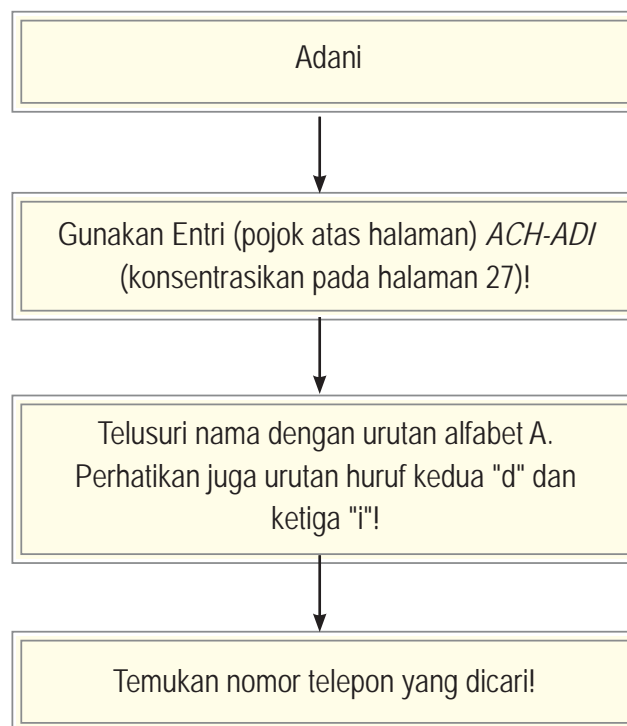 Adani
Gunakan Entri (pojok atas halaman) ACH-ADI
(konsentrasikan pada halaman 27)!
Telusuri nama dengan urutan alfabet A.
Perhatikan juga urutan huruf kedua "d" dan
ketiga "i"!
Temukan nomor telepon yang dicari!